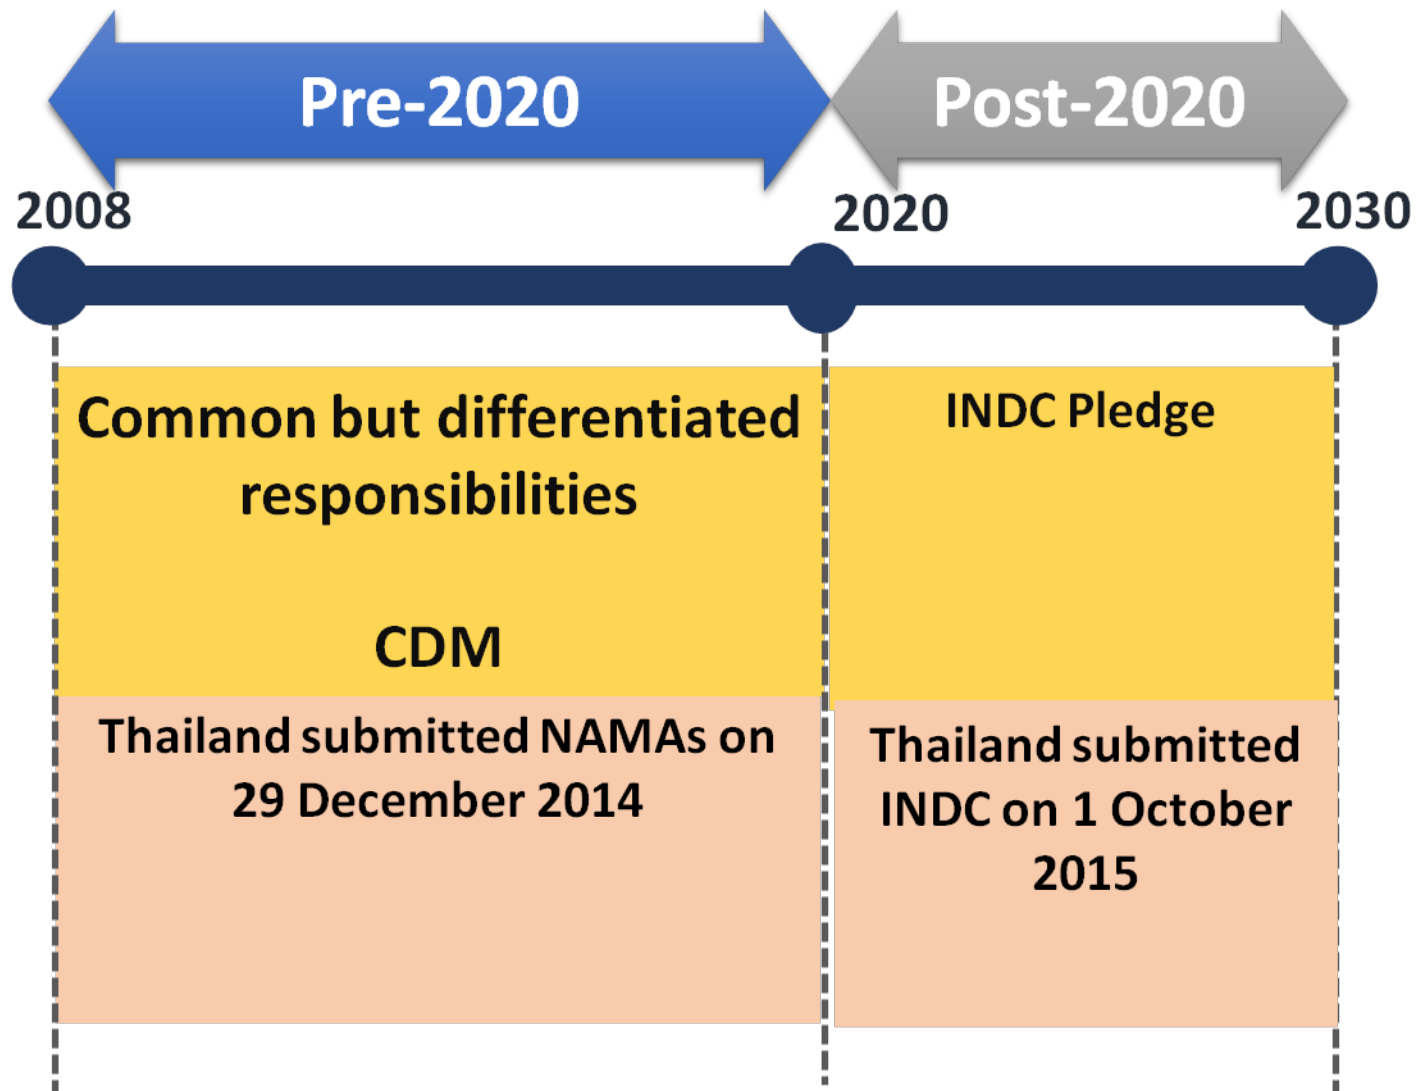 Pre-2020
Post-2020
2008
2020
2030
Common but differentiated
responsibilities
CDM
INDC Pledge
Thailand submitted NAMAs on
29 December 2014
Thailand submitted
INDC on 1 October
2015